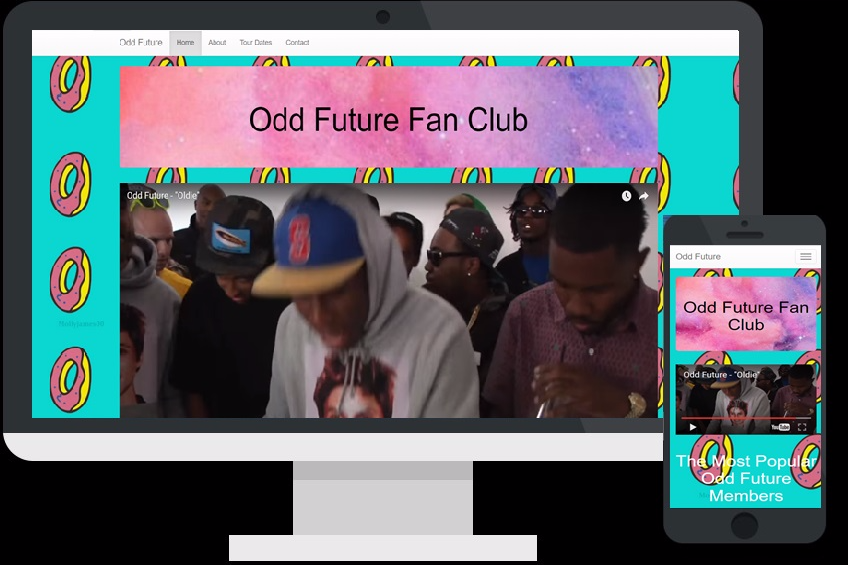 Odd Future Home About Tour Dates Contact
Odd Future Fan Club
Odd Future - "Oldie"
Odd Future
Odd Future Fan
Club
Odd Future - "Oldie"
YouTube
The Most Popular
Odd Future
Members